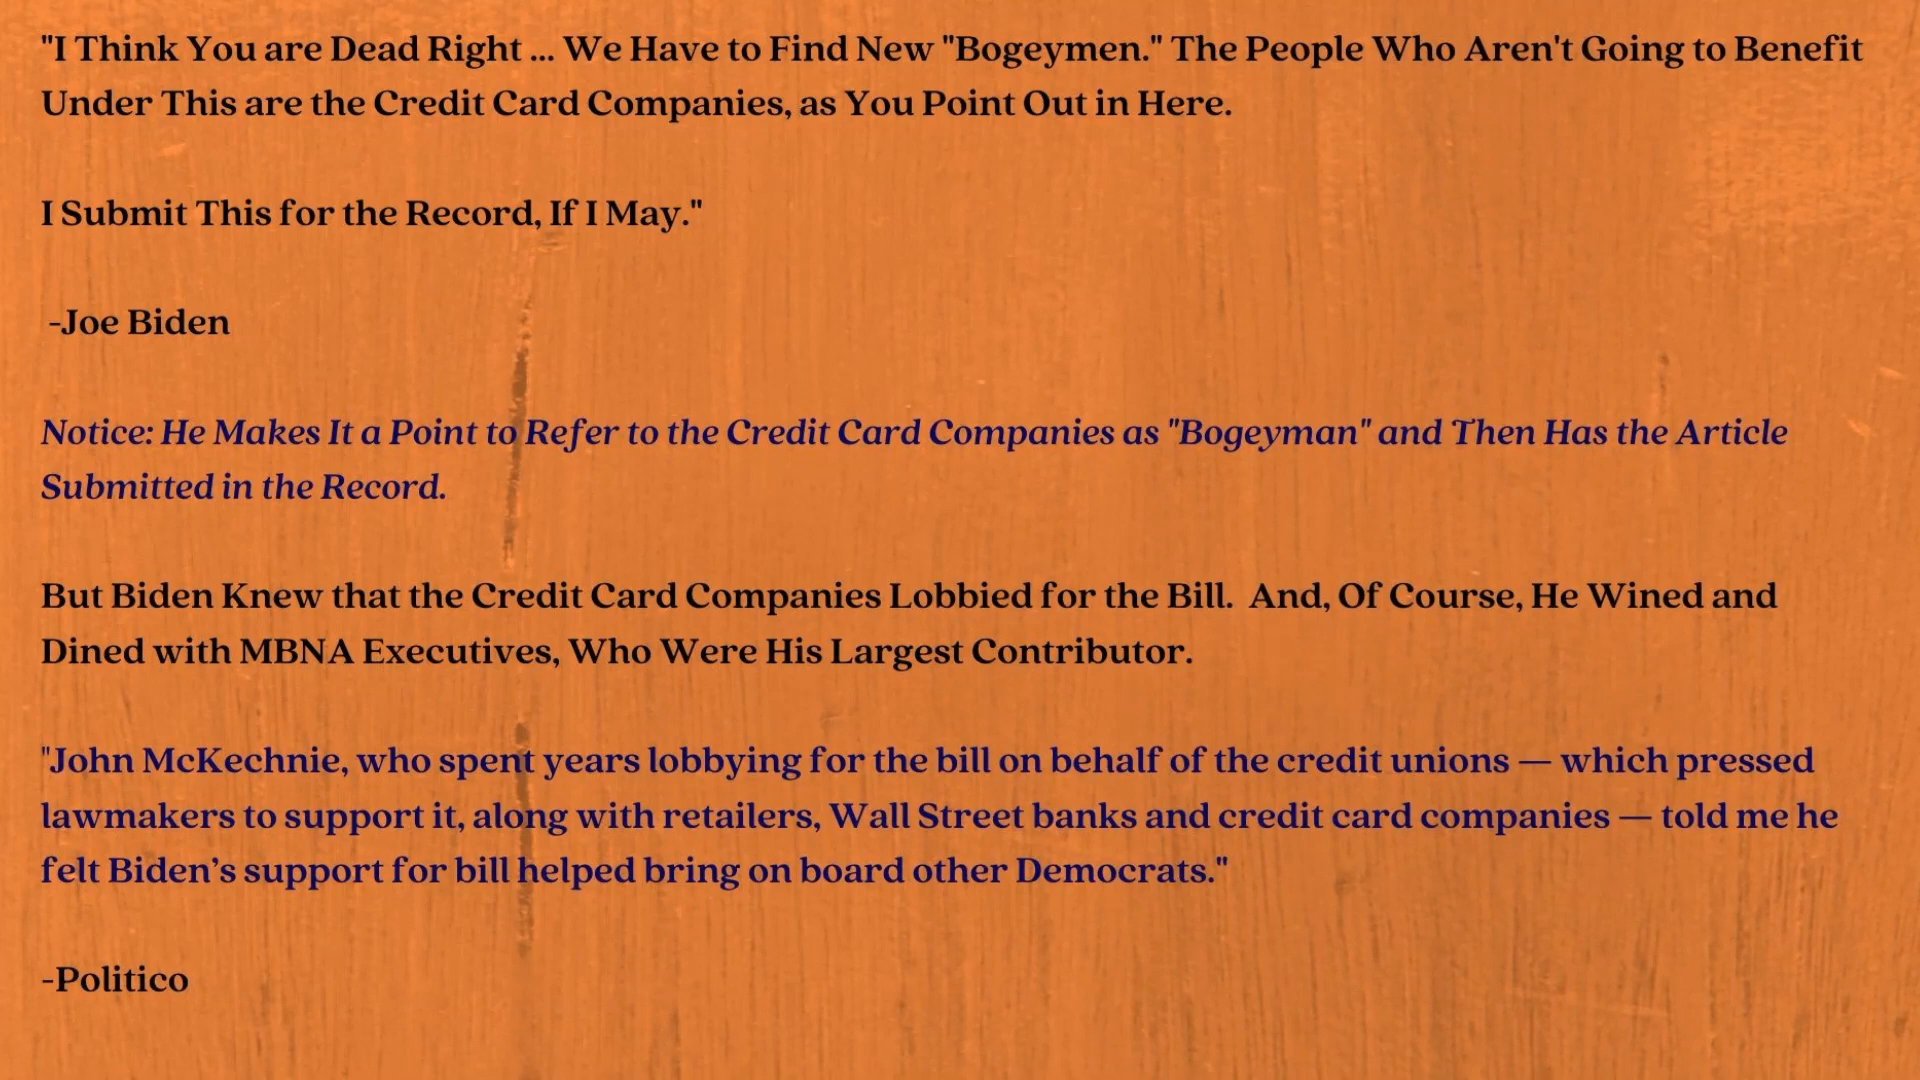 "I Think You are Dead Right ... We Have to Find New "Bogeymen." The People Who Aren't Going to Benefit
Under This are the Credit Card Companies, as You Point Out in Here.
I Submit This for the Record, If I May."
-Joe Biden
Notice: He Makes It a Point to Refer to the Credit Card Companies as "Bogeyman" and Then Has the Article
Submitted in the Record.
But Biden Knew that the Credit Card Companies Lobbied for the Bill.  And, Of Course, He Wined and
Dined with MBNA Executives, Who Were His Largest Contributor.
"John McKechnie, who spent years lobbying for the bill on behalf of the credit unions — which pressed
lawmakers to support it, along with retailers, Wall Street banks and credit card companies — told me he
felt Biden’s support for bill helped bring on board other Democrats."
-Politico